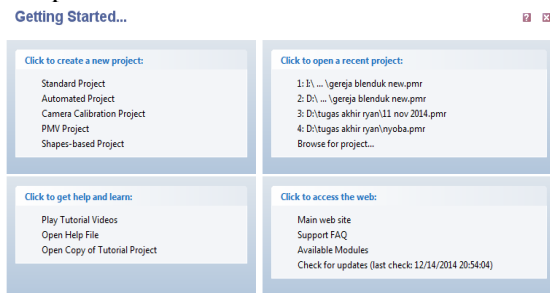 Getting Started...
Click to create a new project:
Standard Project
Automated Project
Camera Calibration Project
PMV Project
Shapes-based Project
Click to open a recent project:
1: I:\ ... \gereja blenduk new.pmr
2: D:\ ... \gereja blenduk new.pmr
3: D:\tugas akhir ryan\11 nov 2014.pmr
4: D:\tugas akhir ryan\nyoba.pmr
Browse for project...
Click to get help and learn:
Play Tutorial Videos
Open Help File
Open Copy of Tutorial Project
Click to access the web:
Main web site
Support FAQ
Available Modules
Check for updates (last check: 12/14/2014 20:54:04)